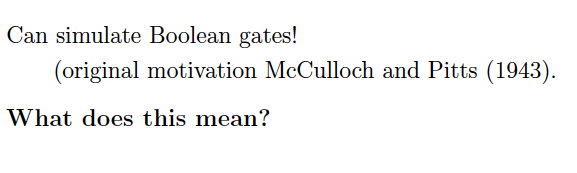 Can simulate Boolean gates!
(original motivation McCulloch and Pitts (1943).
What does this mean?